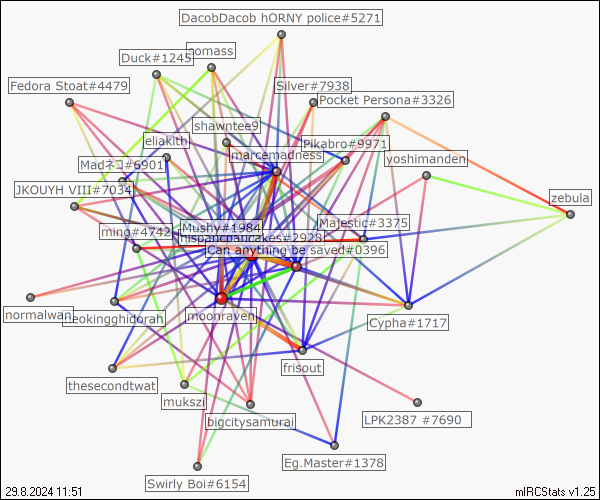 DacobDacob hORNY police#5271
Duck#1245
nomass
Fedora Stoat#4479
Silver#7938
Pocket Persona#3326
shawntee9
eliakith
Pikabro#9971
marcemadness
yoshimanden
Madネコ#6901
JKOUYH VIII#7034
zebula
Mushy#1984
Majestic#3375
ming#4742
hispancpaucakes#2928
Can anything be saved#0396
normalwan
moonraven
Cypha#1717
frisout
thesecondtwat
mukszi
bigcitysamurai
LPK2387 #7690
Eg.Master#1378
Swirly Boi#6154
29.8.2024 11:51
mIRCStats v1.25